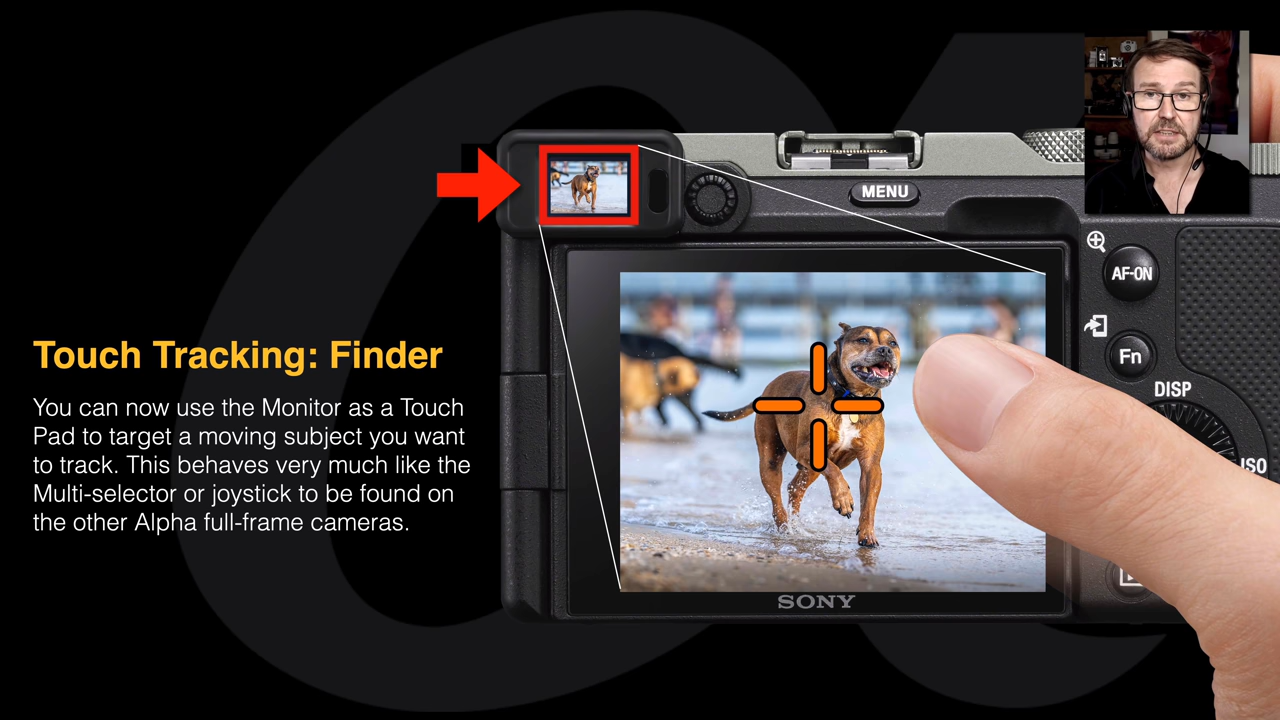 MENU
AF-ON
Fn
DISP
ISO
Touch Tracking: Finder
You can now use the Monitor as a Touch
Pad to target a moving subject you want
to track. This behaves very much like the
Multi-selector or joystick to be found on
the other Alpha full-frame cameras.
SONY